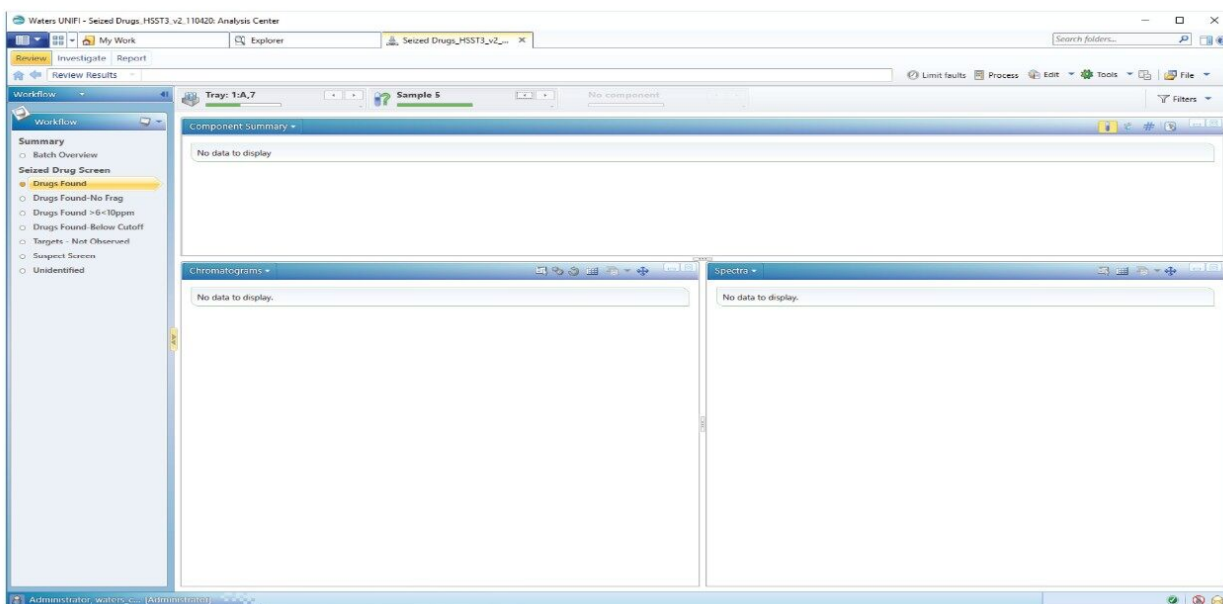 Waters UNIFI - Seized Drugs_HSST3_v2_110420: Analysis Center
My Work
Explorer
Seized Drugs_HSST3_v2_...
Search folders...
Review Investigate Report
Review Results
Limit faults Process Edit Tools File
Workflow
Tray: 1:A,7
Sample 5
No component
Filters
Workflow
Component Summary
Summary
Batch Overview
No data to display
Seized Drug Screen
Drugs Found
Drugs Found-No Frag
Drugs Found >6<10ppm
Drugs Found-Below Cutoff
Targets - Not Observed
Suspect Screen
Unidentified
Chromatograms
Spectra
No data to display.
No data to display.
Administrator, waters_c... (Administrator)